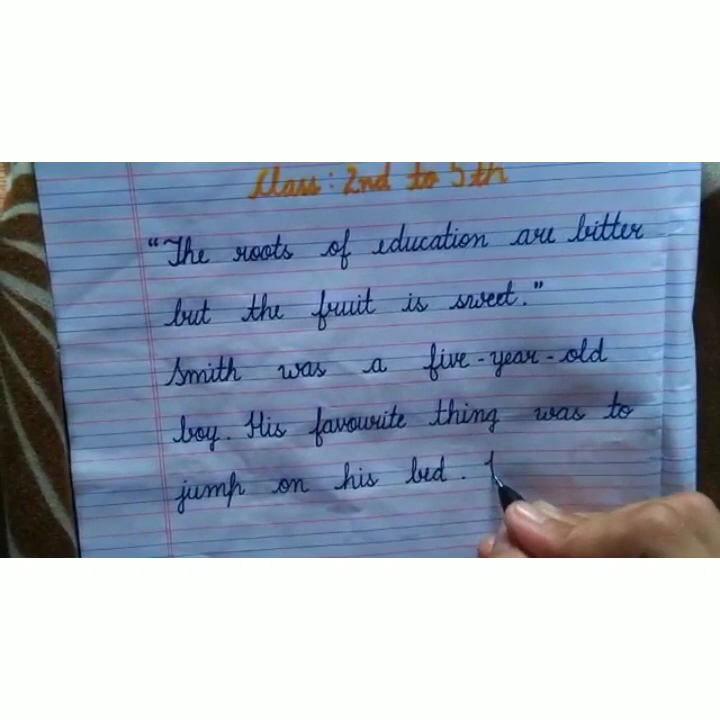 Class: 2nd to 5th
"The roots of education are bitter
but the fruit is sweet."
Smith was a five-year-old
boy. His favourite thing was to
jump on his bed.